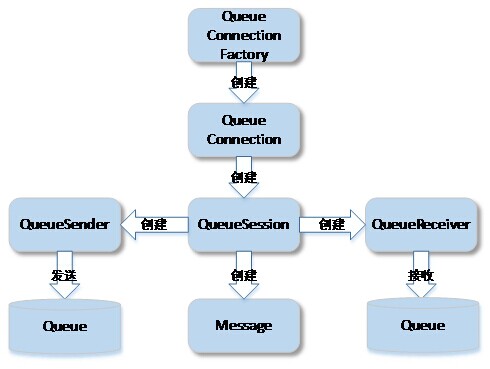 Queue
Connection
Factory
创建
Queue
Connection
创建
QueueSender
创建
QueueSession
创建
QueueReceiver
发送
创建
接收
Queue
Message
Queue